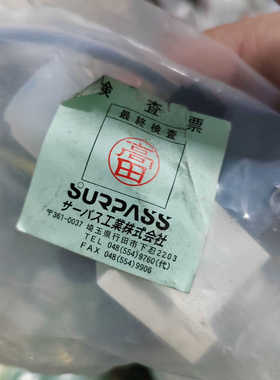 検査票
最終検査
富田
SURPASS
サーパス工業株式会社
〒361-0037 埼玉県行田市下忍2203
TEL 048(554)9760(代)
FAX 048(554)9906